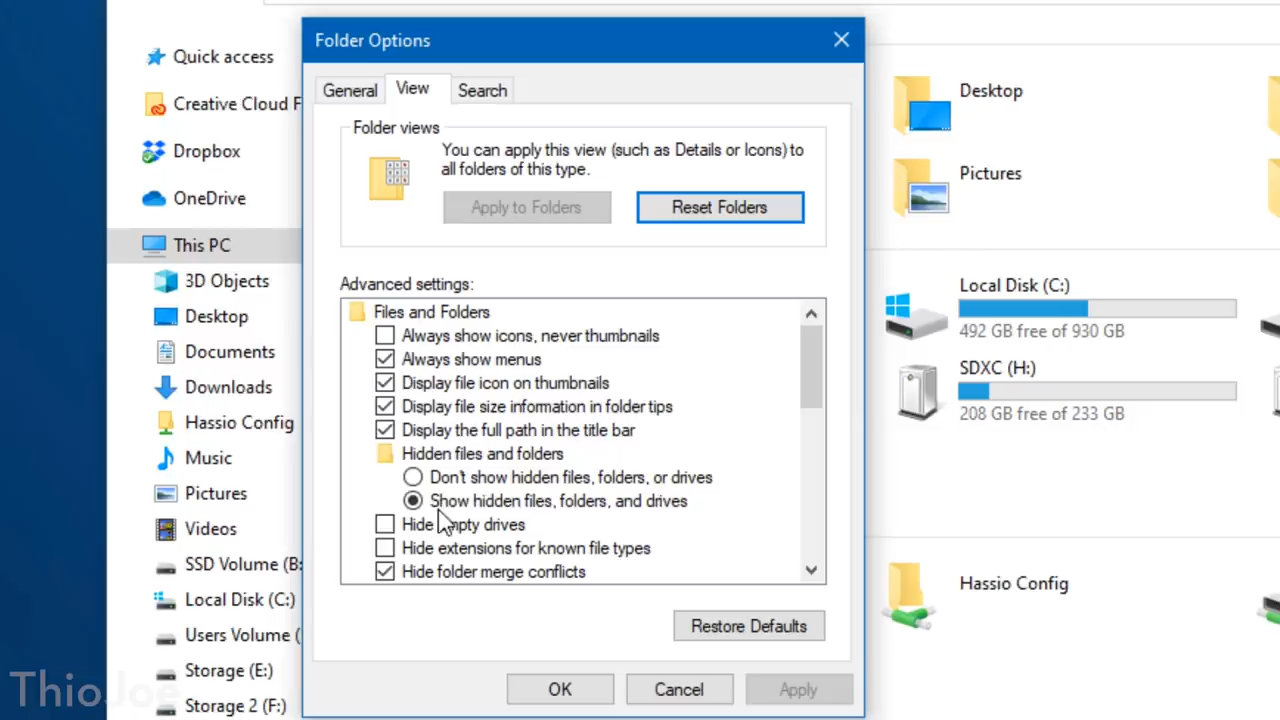 Folder Options
Quick access
Creative Cloud F
Dropbox
OneDrive
This PC
3D Objects
Desktop
Documents
Downloads
Hassio Config
Music
Pictures
Videos
SSD Volume (B:
Local Disk (C:)
Users Volume (
Storage (E:)
Storage 2 (F:)
General
View
Search
Folder views
You can apply this view (such as Details or Icons) to
all folders of this type.
Apply to Folders
Reset Folders
Advanced settings:
Files and Folders
Always show icons, never thumbnails
Always show menus
Display file icon on thumbnails
Display file size information in folder tips
Display the full path in the title bar
Hidden files and folders
Don't show hidden files, folders, or drives
Show hidden files, folders, and drives
Hide empty drives
Hide extensions for known file types
Hide folder merge conflicts
Restore Defaults
OK
Cancel
Apply
Desktop
Pictures
Local Disk (C:)
492 GB free of 930 GB
SDXC (H:)
208 GB free of 233 GB
Hassio Config
ThioJoe